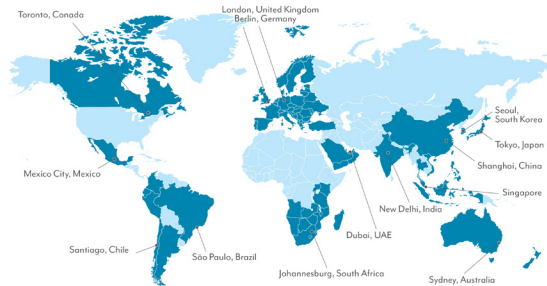 Toronto, Canada
London, United Kingdom
Berlin, Germany
Seoul,
South Korea
Tokyo, Japan
Shanghai, China
Mexico City, Mexico
Singapore
New Delhi, India
Dubai, UAE
Santiago, Chile
São Paulo, Brazil
Johannesburg, South Africa
Sydney, Australia